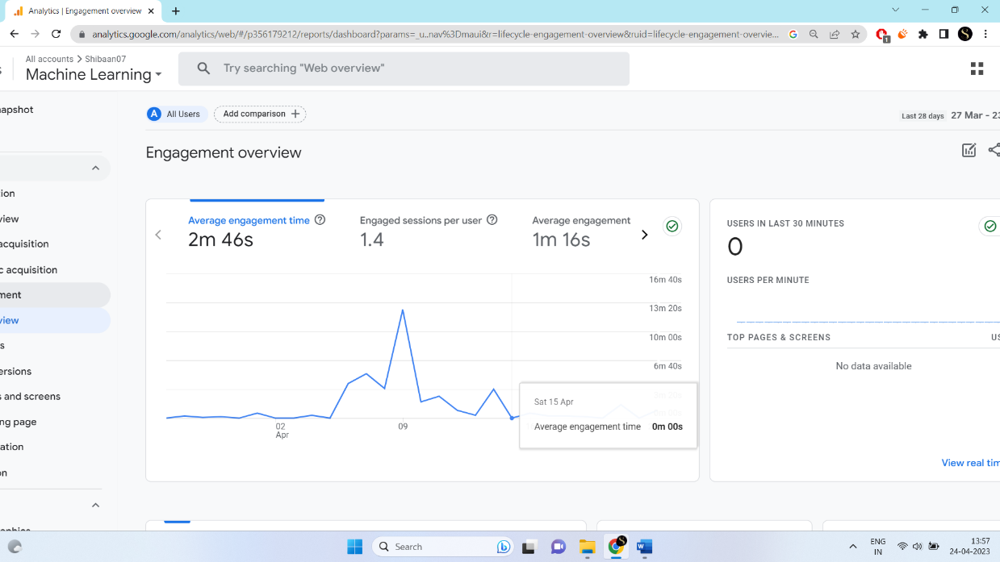 Analytics | Engagement overview
analytics.google.com/analytics/web/#/p356179212/reports/dashboard?params=_u..nav%3Dmaui&r=lifecycle-engagement-overview&ruid=lifecycle-engagement-overvie...
1
All accounts > Shibaan07
Machine Learning
Try searching "Web overview"
apshot
A All Users
Add comparison +
Last 28 days 27 Mar - 23
Engagement overview
ion
view
acquisition
c acquisition
ment
view
s
ersions
s and screens
ng page
ation
n
Average engagement time
2m 46s
Engaged sessions per user
1.4
Average engagement
1m 16s
16m 40s
13m 20s
10m 00s
6m 40s
02
Apr
09
Sat 15 Apr
Average engagement time 0m 00s
USERS IN LAST 30 MINUTES
0
USERS PER MINUTE
TOP PAGES & SCREENS
US
No data available
View real tim
Search
ENG
IN
13:57
24-04-2023